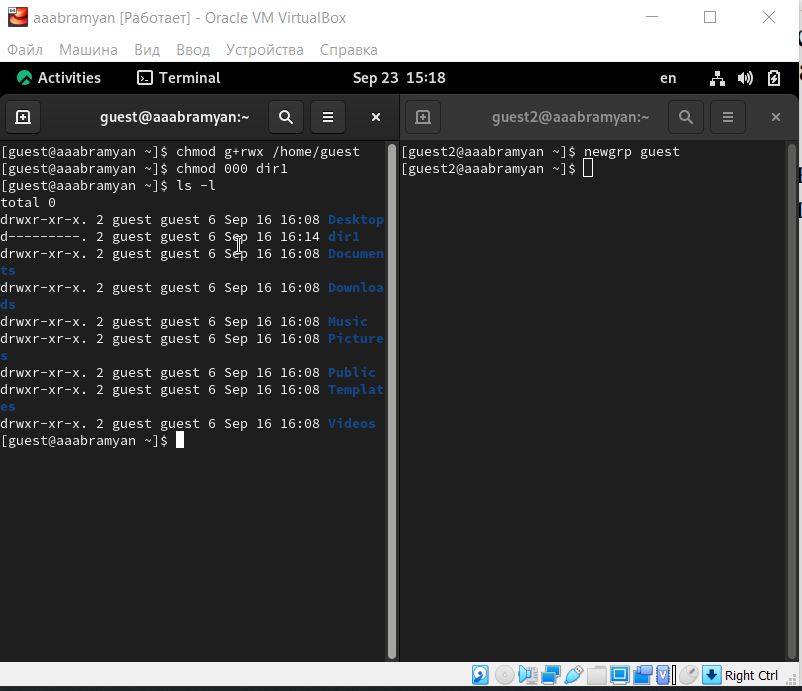 aaabramyan [Работает] - Oracle VM VirtualBox
Файл Машина Вид Ввод Устройства Справка
Activities Terminal Sep 23 15:18 en
guest@aaabramyan:~
[guest@aaabramyan ~]$ chmod g+rwx /home/guest
[guest@aaabramyan ~]$ chmod 000 dir1
[guest@aaabramyan ~]$ ls -l
total 0
drwxr-xr-x. 2 guest guest 6 Sep 16 16:08 Desktop
d---------. 2 guest guest 6 Sep 16 16:14 dir1
drwxr-xr-x. 2 guest guest 6 Sep 16 16:08 Documen
ts
drwxr-xr-x. 2 guest guest 6 Sep 16 16:08 Downloa
ds
drwxr-xr-x. 2 guest guest 6 Sep 16 16:08 Music
drwxr-xr-x. 2 guest guest 6 Sep 16 16:08 Picture
s
drwxr-xr-x. 2 guest guest 6 Sep 16 16:08 Public
drwxr-xr-x. 2 guest guest 6 Sep 16 16:08 Templat
es
drwxr-xr-x. 2 guest guest 6 Sep 16 16:08 Videos
[guest@aaabramyan ~]$
guest2@aaabramyan:~
[guest2@aaabramyan ~]$ newgrp guest
[guest2@aaabramyan ~]$
Right Ctrl